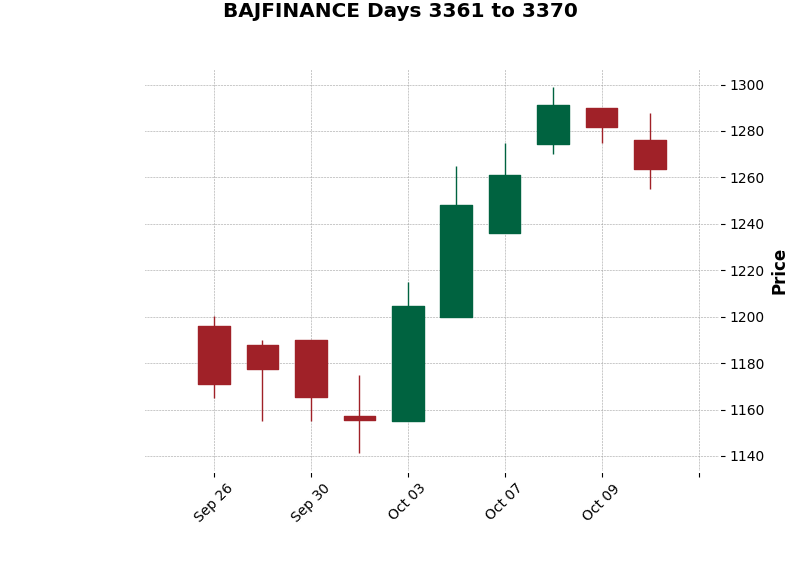 BAJFINANCE Days 3361 to 3370
1300
1280
1260
1240
1220
1200
1180
1160
1140
Price
Sep 26
Sep 30
Oct 03
Oct 07
Oct 09